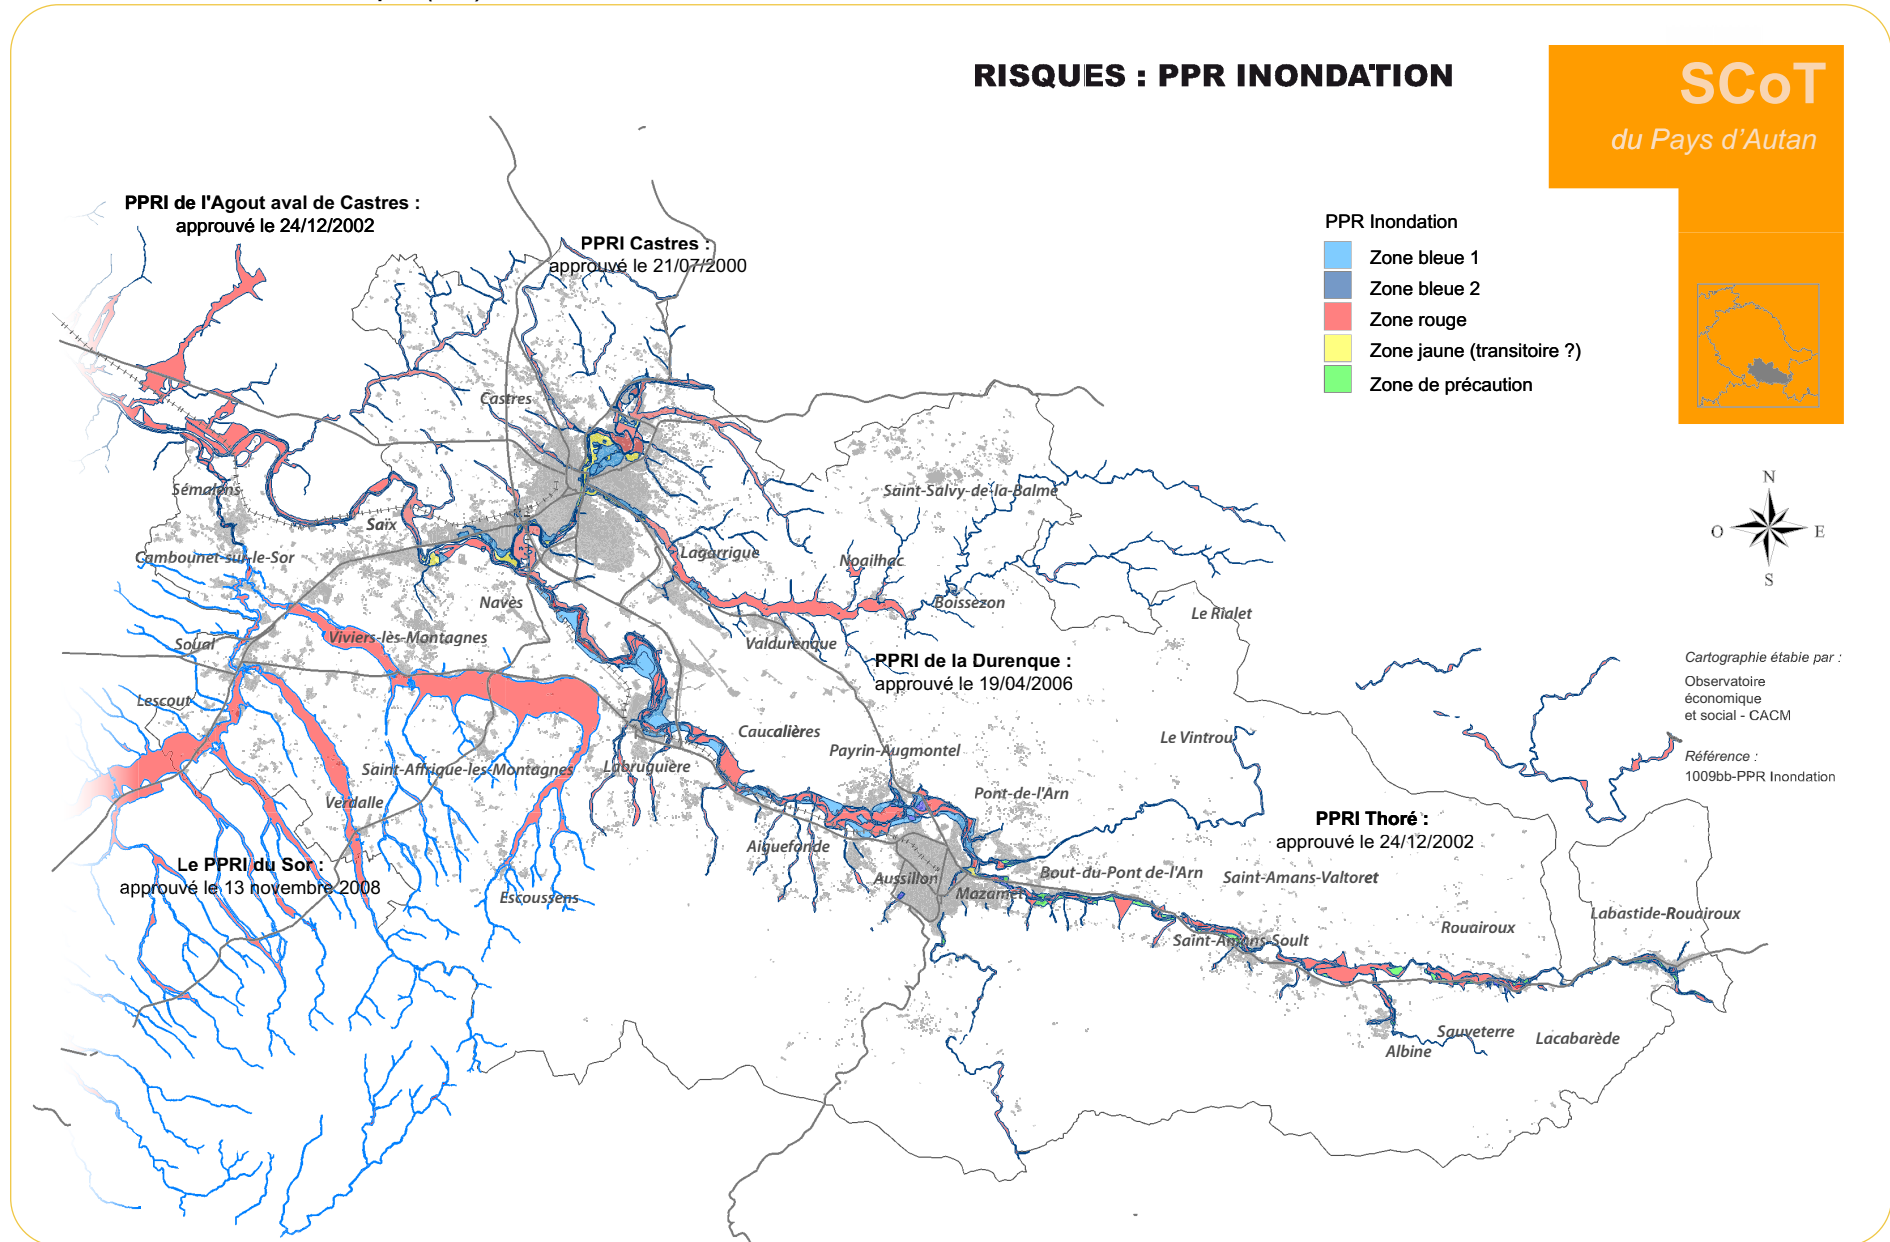 RISQUES : PPR INONDATION
SCoT
du Pays d'Autan
PPRI de l'Agout aval de Castres :
approuvé le 24/12/2002
PPRI Castres :
approuvé le 21/07/2000
PPR Inondation
Zone bleue 1
Zone bleue 2
Zone rouge
Zone jaune (transitoire ?)
Zone de précaution
Castres
Sémalens
Saïx
Saint-Salvy-de-la-Balme
N
O
E
S
Cambounet-sur-le-Sor
Lagarrigue
Noailhac
Navès
Boissezon
Le Rialet
Soual
Viviers-lès-Montagnes
Valdurenque
PPRI de la Durenque :
approuvé le 19/04/2006
Cartographie étabie par :
Observatoire
économique
et social - CACM
Référence :
1009bb-PPR Inondation
Lescout
Caucalières
Le Vintrou
Payrin-Augmontel
Saint-Affrique-les-Montagnes
Labruguière
Verdalle
Pont-de-l'Arn
PPRI Thoré :
approuvé le 24/12/2002
Aiguefonde
Le PPRI du Sor :
approuvé le 13 novembre 2008
Aussillon
Mazamet
Bout-du-Pont de-l'Arn
Saint-Amans-Valtoret
Escoussens
Labastide-Rouairoux
Rouairoux
Saint-Amans-Soult
Sauveterre
Lacabarède
Albine